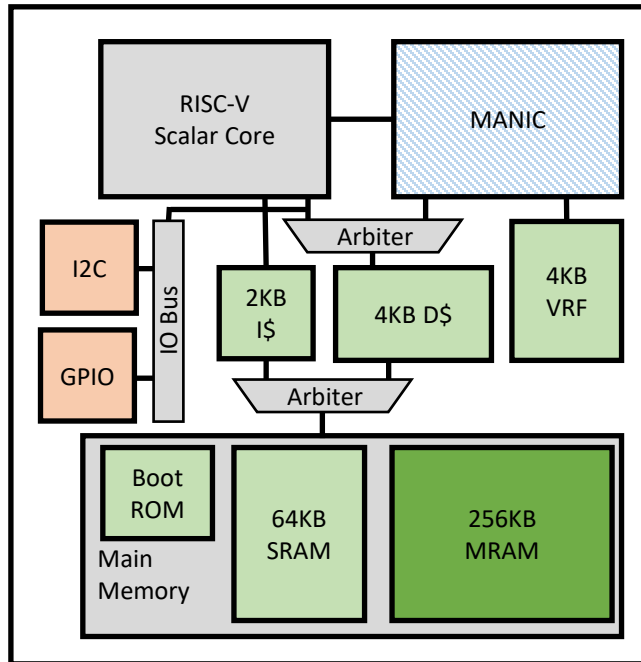 RISC-V
Scalar Core
MANIC
Arbiter
I2C
IO Bus
2KB
I$
4KB D$
4KB
VRF
GPIO
Arbiter
Boot
ROM
Main
Memory
64KB
SRAM
256KB
MRAM